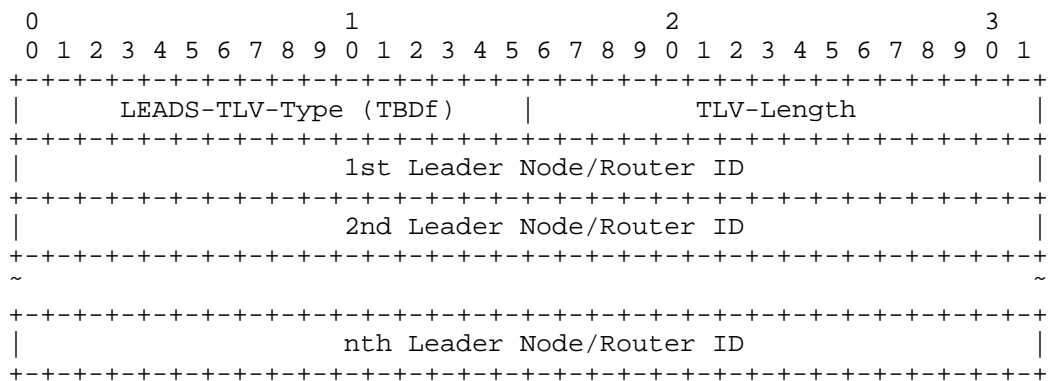 0                   1                   2                   3
 0 1 2 3 4 5 6 7 8 9 0 1 2 3 4 5 6 7 8 9 0 1 2 3 4 5 6 7 8 9 0 1
+-+-+-+-+-+-+-+-+-+-+-+-+-+-+-+-+-+-+-+-+-+-+-+-+-+-+-+-+-+-+-+-+
|      LEADS-TLV-Type (TBDf)    |          TLV-Length           |
+-+-+-+-+-+-+-+-+-+-+-+-+-+-+-+-+-+-+-+-+-+-+-+-+-+-+-+-+-+-+-+-+
|                    1st Leader Node/Router ID                  |
+-+-+-+-+-+-+-+-+-+-+-+-+-+-+-+-+-+-+-+-+-+-+-+-+-+-+-+-+-+-+-+-+
|                    2nd Leader Node/Router ID                  |
+-+-+-+-+-+-+-+-+-+-+-+-+-+-+-+-+-+-+-+-+-+-+-+-+-+-+-+-+-+-+-+-+
~                                                               ~
+-+-+-+-+-+-+-+-+-+-+-+-+-+-+-+-+-+-+-+-+-+-+-+-+-+-+-+-+-+-+-+-+
|                    nth Leader Node/Router ID                  |
+-+-+-+-+-+-+-+-+-+-+-+-+-+-+-+-+-+-+-+-+-+-+-+-+-+-+-+-+-+-+-+-+